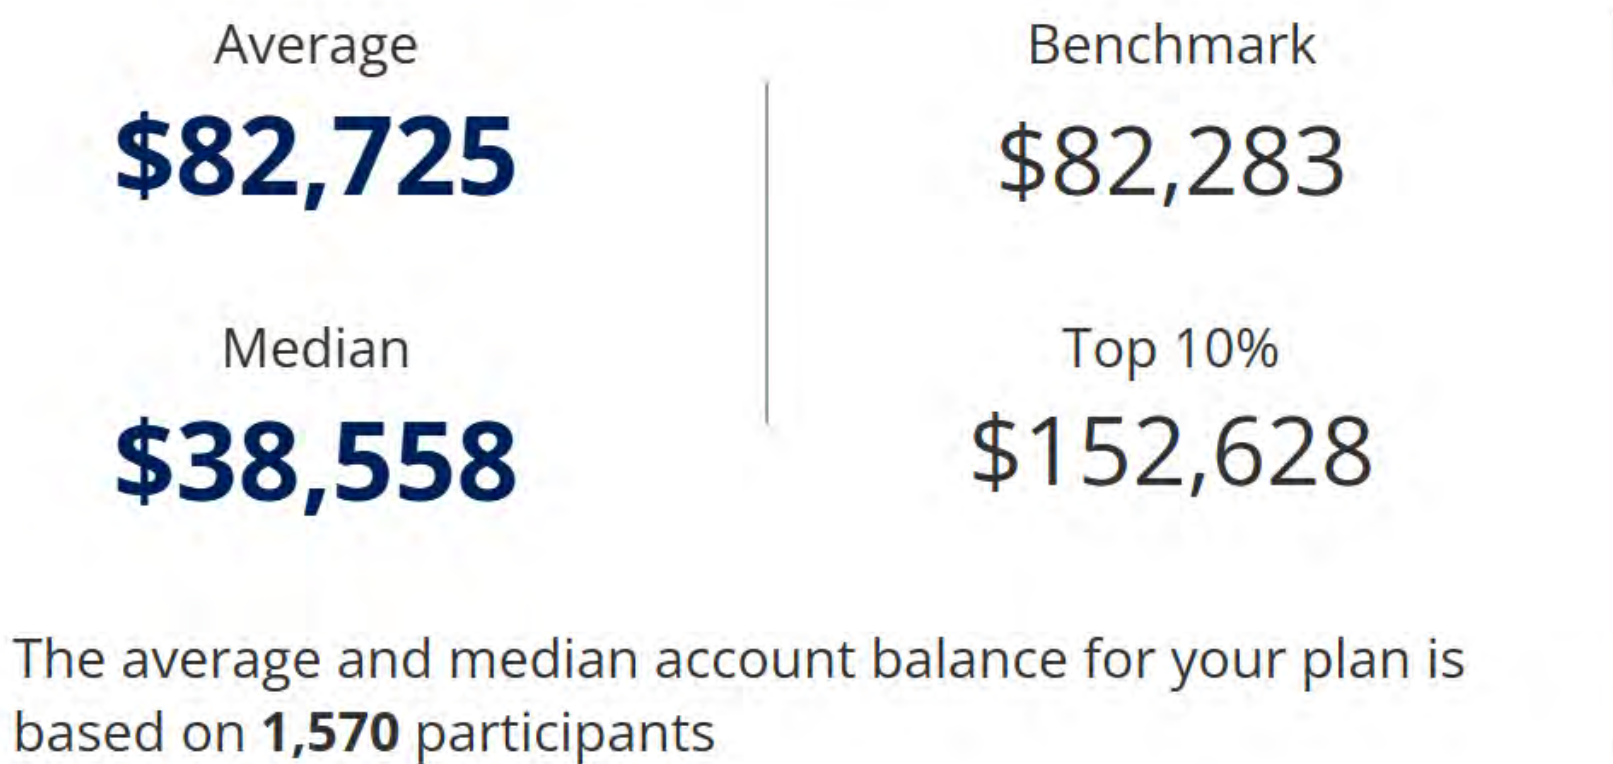 Average
$82,725
Benchmark
$82,283
Median
$38,558
Top 10%
$152,628
The average and median account balance for your plan is
based on 1,570 participants